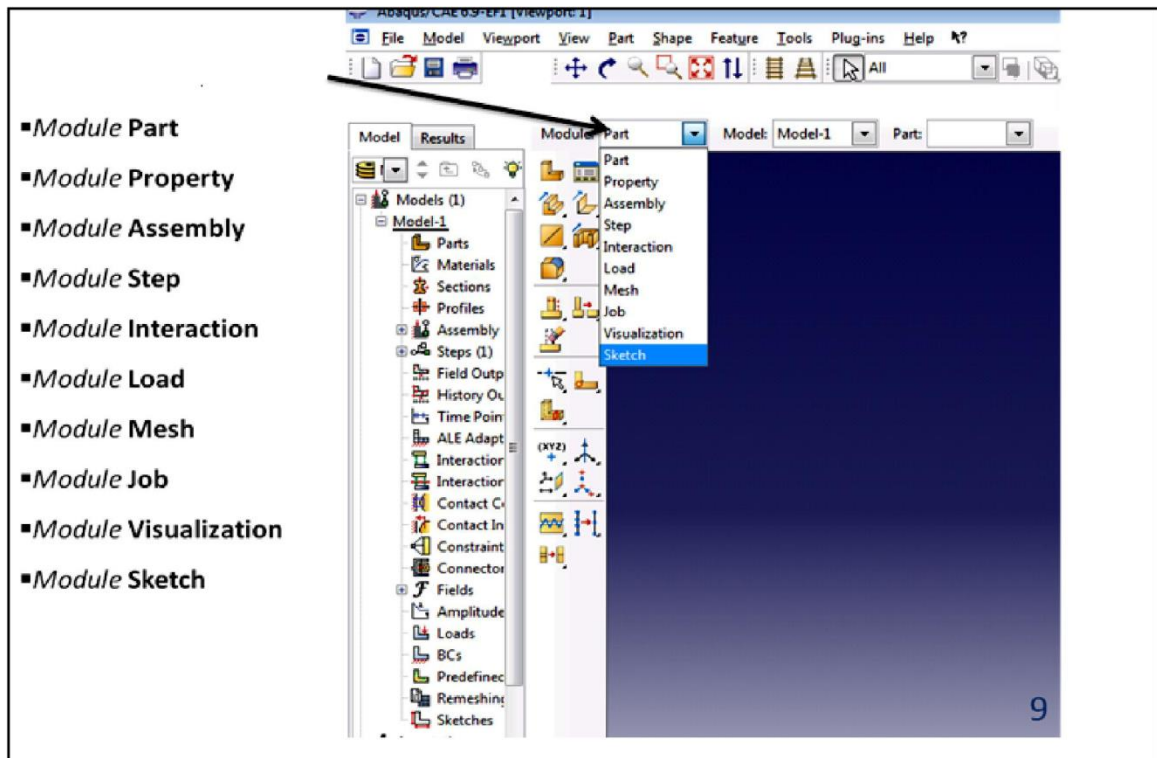 Abaqus/CAE 6.9-EF1 [Viewport: 1]
File Model Viewport View Part Shape Feature Tools Plug-ins Help
All
▪Module Part
▪Module Property
▪Module Assembly
▪Module Step
▪Module Interaction
▪Module Load
▪Module Mesh
▪Module Job
▪Module Visualization
▪Module Sketch
Model Results
Module: Part Model: Model-1 Part:
Part
Property
Assembly
Step
Interaction
Load
Mesh
Job
Visualization
Sketch
Models (1)
Model-1
Parts
Materials
Sections
Profiles
Assembly
Steps (1)
Field Outp
History Ou
Time Poin
ALE Adapt
Interaction
Interaction
Contact C
Contact In
Constraint
Connector
Fields
Amplitude
Loads
BCs
Predefined
Remeshing
Sketches
(XYZ)
9